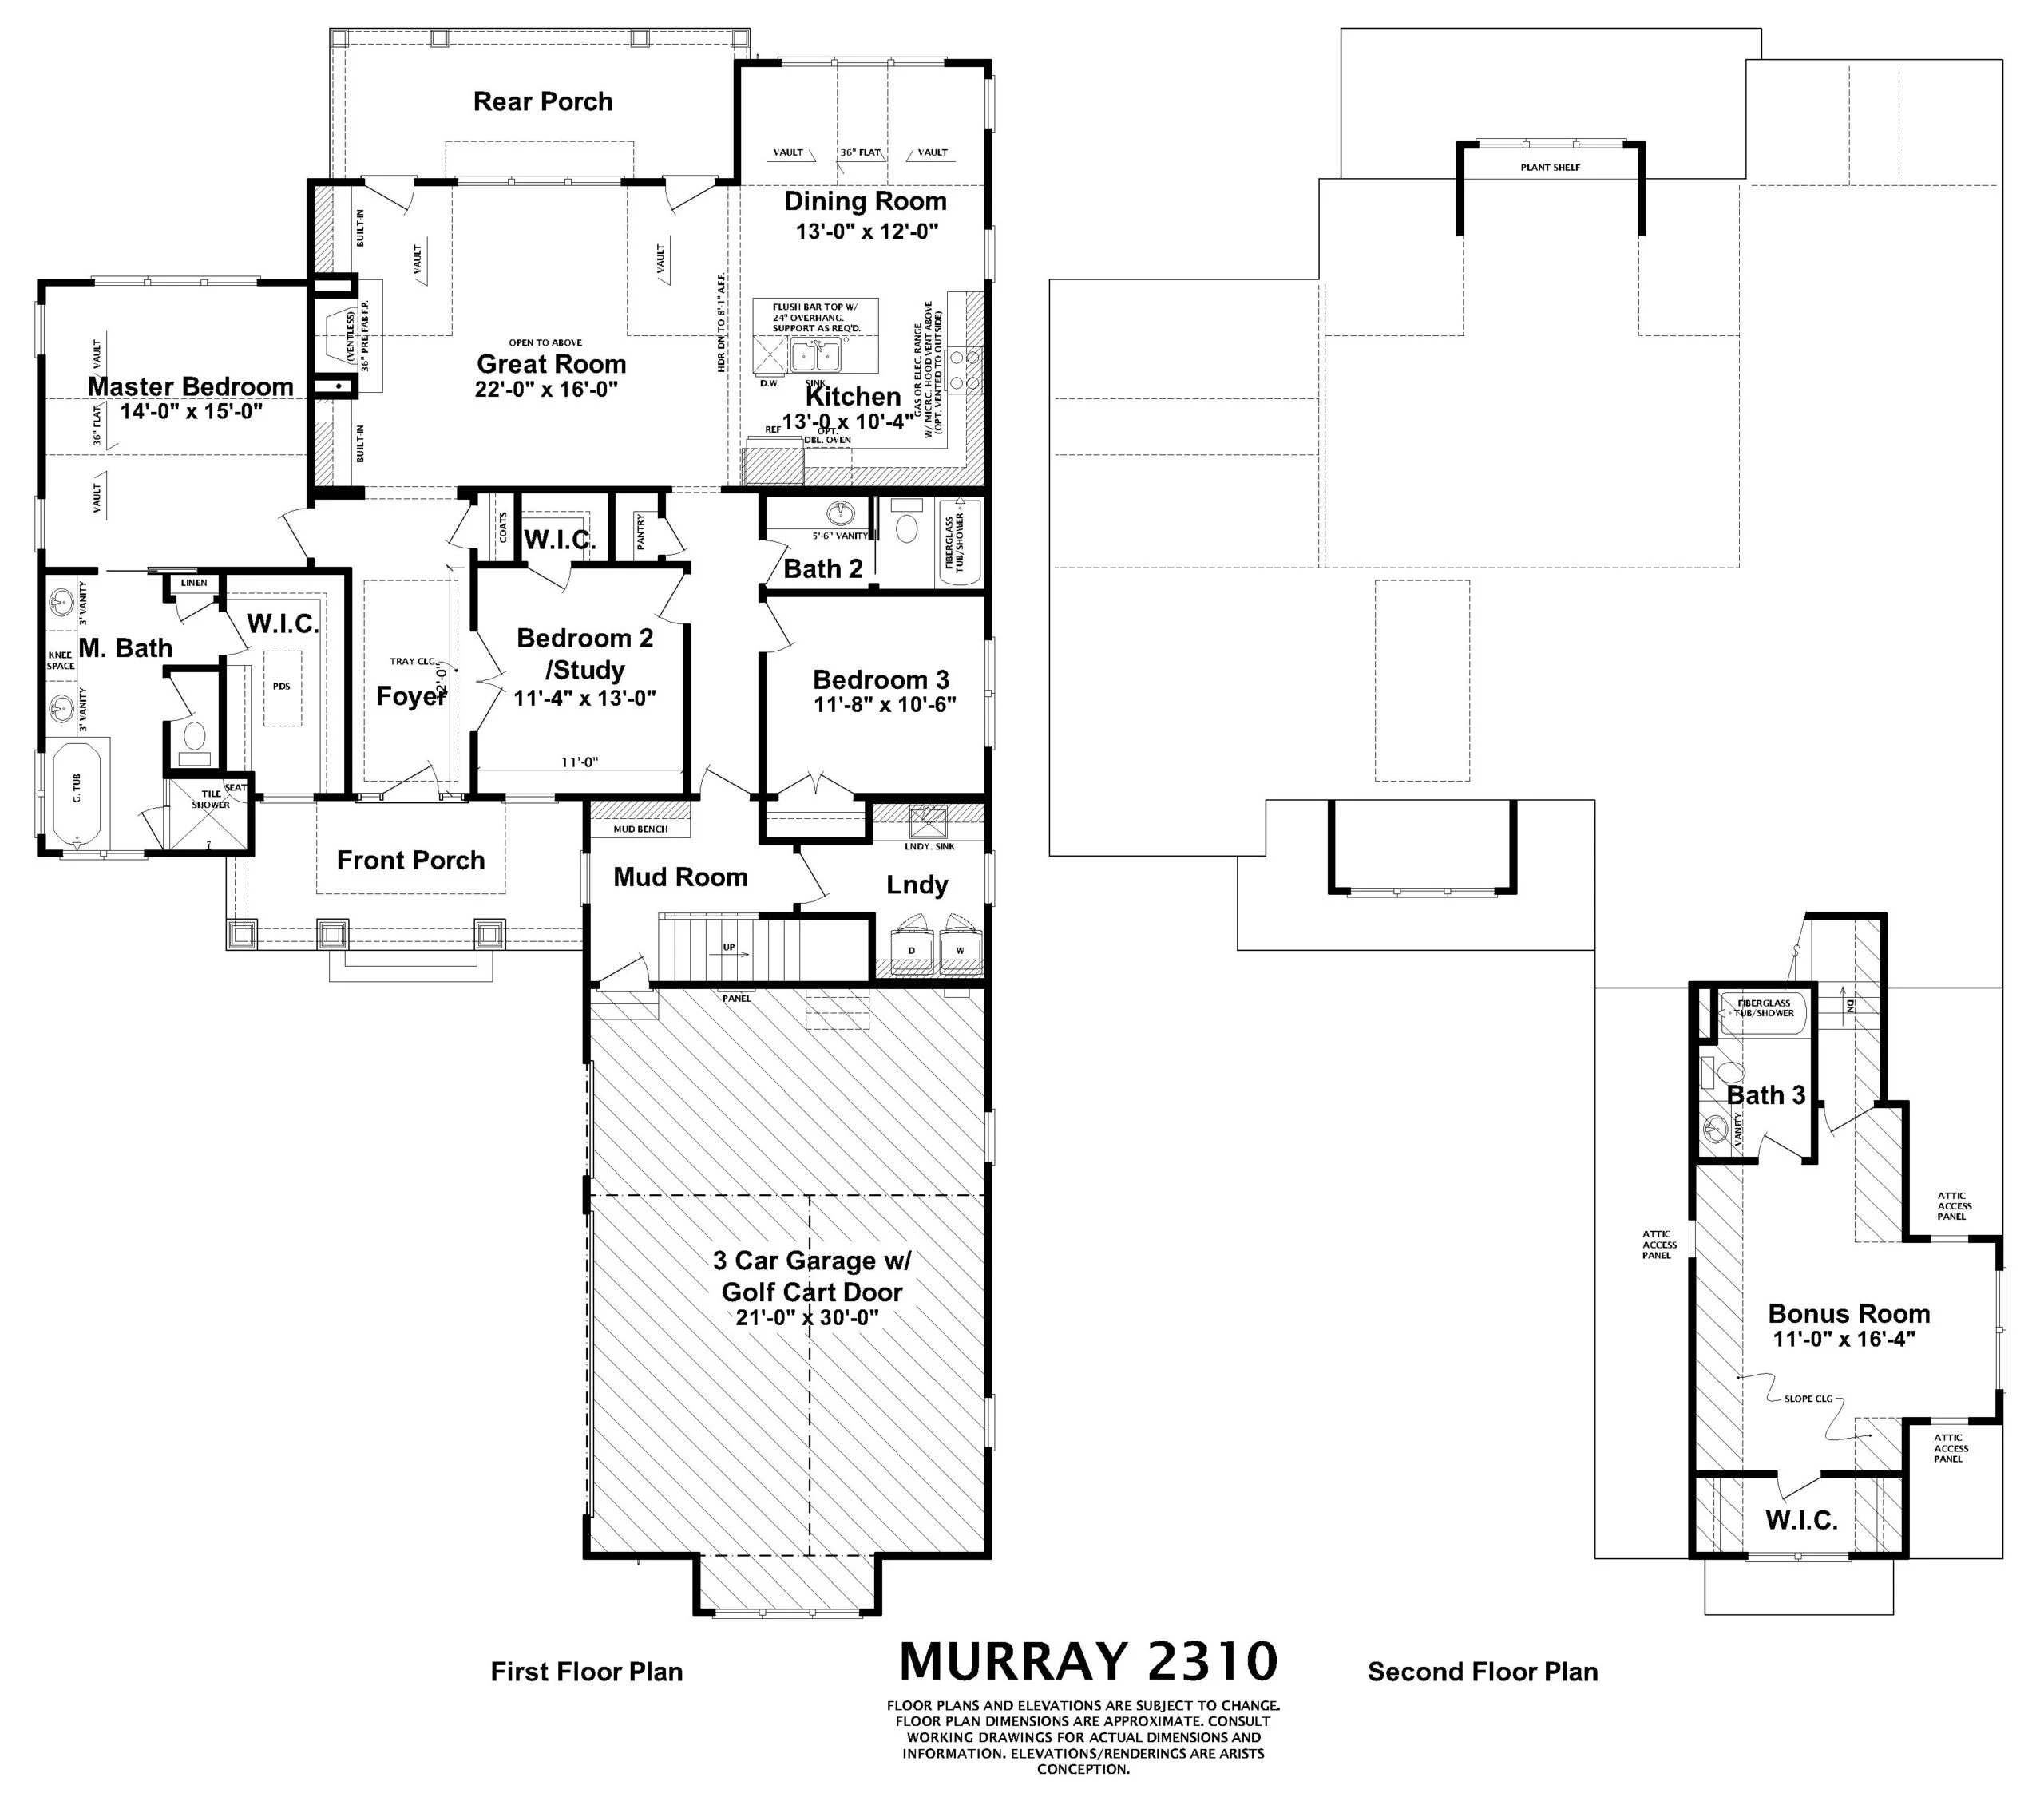 Rear Porch
VAULT
36" FLAT
VAULT
Dining Room
13'-0" x 12'-0"
BUILT-IN
VAULT
VAULT
HDR DN TO 8'-1" A.F.F.
(VENTLESS)
36" PRE FAB F.P.
OPEN TO ABOVE
Great Room
22'-0" x 16'-0"
BUILT-IN
FLUSH BAR TOP W/
24" OVERHANG.
SUPPORT AS REQ'D.
D.W.
SINK
GAS OR ELEC. RANGE
W/ MICRC. HOOD VENT ABOVE
(OPT. VENTED TO OUTSIDE)
Kitchen
13'-0 x 10'-4"
REF
OPT.
DBL. OVEN
VAULT
Master Bedroom
14'-0" x 15'-0"
36" FLAT
VAULT
COATS
W.I.C.
PANTRY
5'-6" VANITY
Bath 2
FIBERGLASS
TUB/SHOWER
LINEN
3' VANITY
W.I.C.
M. Bath
KNEE
SPACE
3' VANITY
PDS
G. TUB
TILE
SHOWER
SEAT
TRAY CLG
12'-0"
Foyer
Bedroom 2
/Study
11'-4" x 13'-0"
11'-0"
Bedroom 3
11'-8" x 10'-6"
Front Porch
MUD BENCH
Mud Room
LNDY. SINK
Lndy
UP
D
W
PANEL
3 Car Garage w/
Golf Cart Door
21'-0" x 30'-0"
First Floor Plan
PLANT SHELF
S
DN
FIBERGLASS
TUB/SHOWER
Bath 3
VANITY
ATTIC
ACCESS
PANEL
ATTIC
ACCESS
PANEL
Bonus Room
11'-0" x 16'-4"
SLOPE CLG
ATTIC
ACCESS
PANEL
W.I.C.
Second Floor Plan
MURRAY 2310
FLOOR PLANS AND ELEVATIONS ARE SUBJECT TO CHANGE.
FLOOR PLAN DIMENSIONS ARE APPROXIMATE. CONSULT
WORKING DRAWINGS FOR ACTUAL DIMENSIONS AND
INFORMATION. ELEVATIONS/RENDERINGS ARE ARISTS
CONCEPTION.